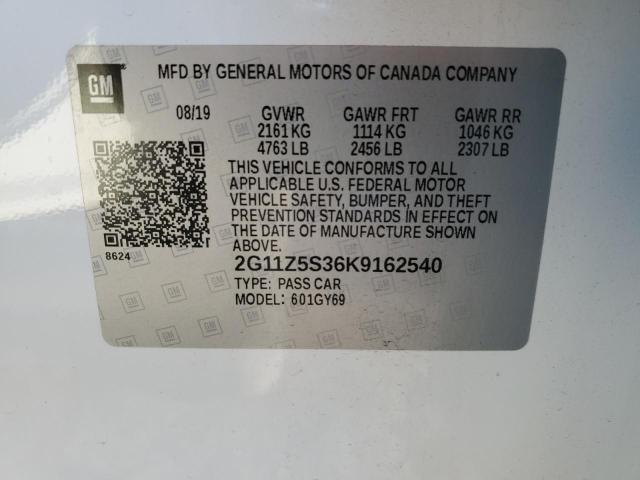 GM
MFD BY GENERAL MOTORS OF CANADA COMPANY
08/19 GVWR GAWR FRT GAWR RR
2161 KG 1114 KG 1046 KG
4763 LB 2456 LB 2307 LB
THIS VEHICLE CONFORMS TO ALL
APPLICABLE U.S. FEDERAL MOTOR
VEHICLE SAFETY, BUMPER, AND THEFT
PREVENTION STANDARDS IN EFFECT ON
THE DATE OF MANUFACTURE SHOWN
ABOVE.
8624
2G11Z5S36K9162540
TYPE: PASS CAR
MODEL: 601GY69